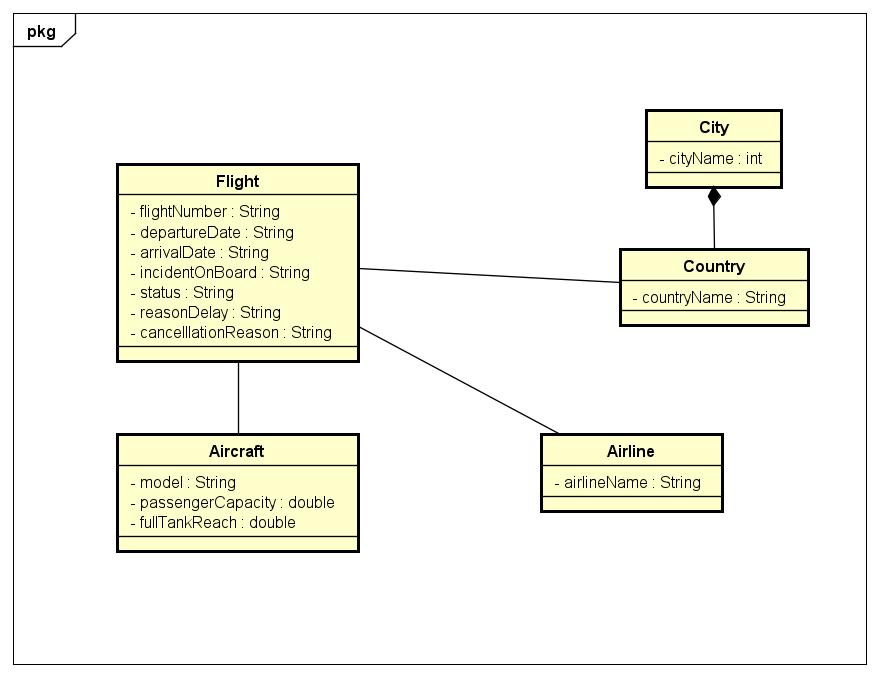 pkg
City
- cityName : int
Flight
- flightNumber : String
- departureDate : String
- arrivalDate : String
- incidentOnBoard : String
- status : String
- reasonDelay : String
- cancelllationReason : String
Country
- countryName : String
Aircraft
- model : String
- passengerCapacity : double
- fullTankReach : double
Airline
- airlineName : String